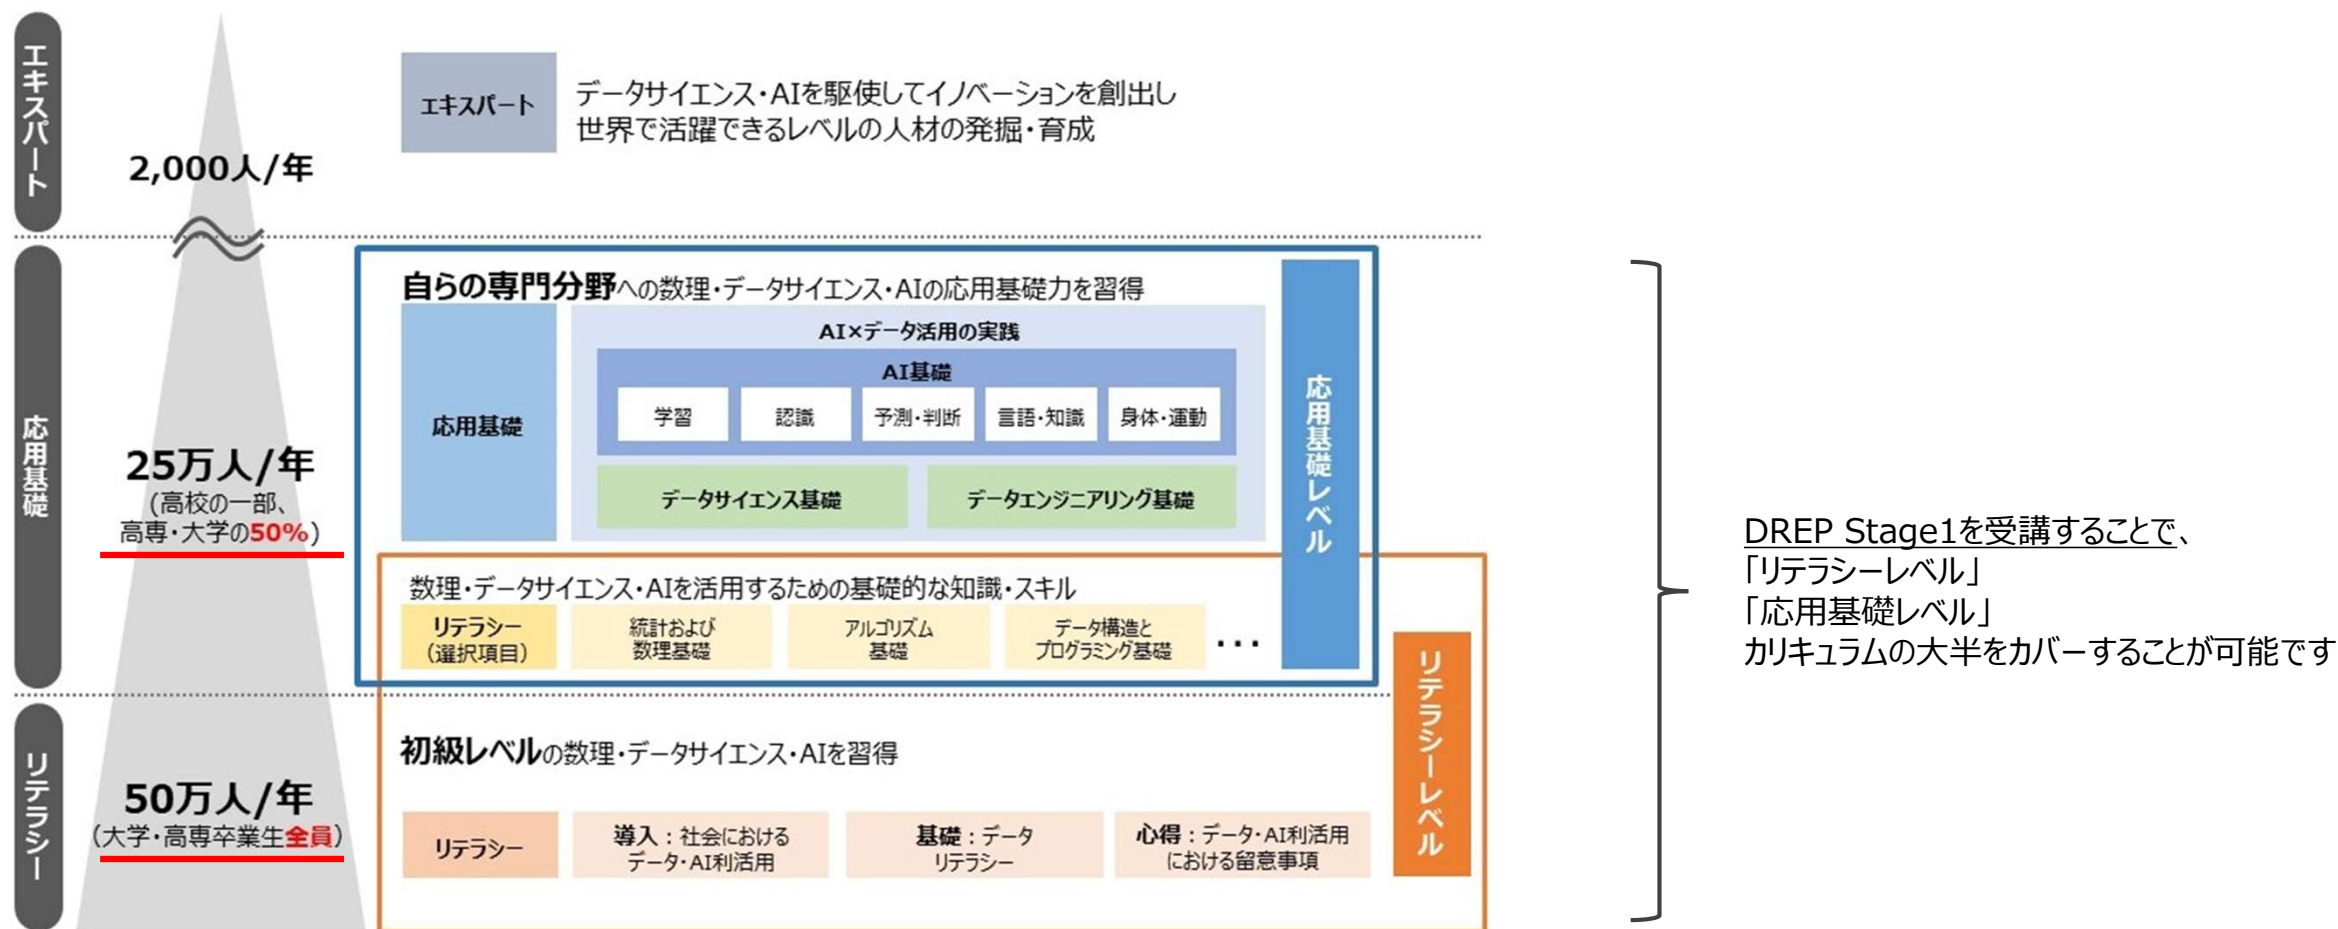 エキスパート
2,000人/年
エキスパート
データサイエンス・AIを駆使してイノベーションを創出し
世界で活躍できるレベルの人材の発掘・育成
応用基礎
25万人/年
(高校の一部、
高専・大学の50%)
自らの専門分野への数理・データサイエンス・AIの応用基礎力を習得
応用基礎
AI×データ活用の実践
AI基礎
学習
認識
予測・判断
言語・知識
身体・運動
データサイエンス基礎
データエンジニアリング基礎
応用基礎レベル
数理・データサイエンス・AIを活用するための基礎的な知識・スキル
リテラシー
(選択項目)
統計および
数理基礎
アルゴリズム
基礎
データ構造と
プログラミング基礎
・・・
リテラシー
50万人/年
(大学・高専卒業生全員)
初級レベルの数理・データサイエンス・AIを習得
リテラシー
導入：社会における
データ・AI利活用
基礎：データ
リテラシー
心得：データ・AI利活用
における留意事項
リテラシーレベル
DREP Stage1を受講することで、
「リテラシーレベル」
「応用基礎レベル」
カリキュラムの大半をカバーすることが可能です